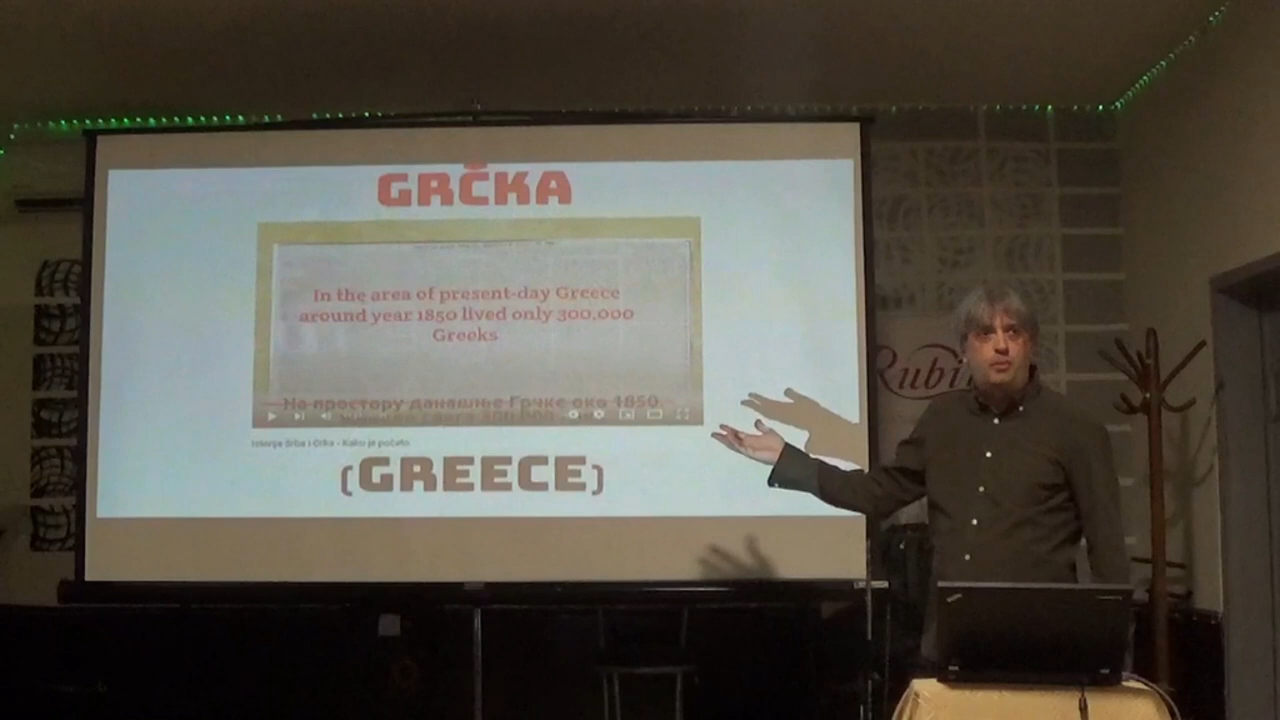 GRČKA
In the area of present-day Greece
around year 1850 lived only 300,000
Greeks
На простору данашње Грчке око 1850.
Istorija Srba i Grka - Kako je počelo
(GREECE)
Rubi